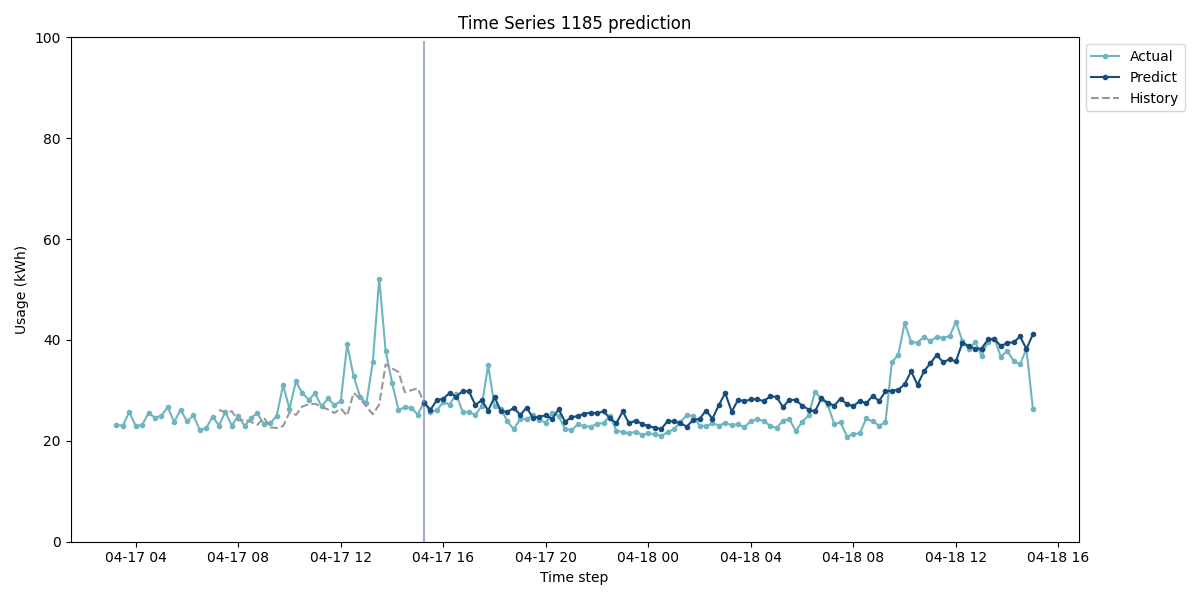 Time Series 1185 prediction
Usage (kWh)
100
80
60
40
20
0
04-17 04
04-17 08
04-17 12
04-17 16
04-17 20
04-18 00
04-18 04
04-18 08
04-18 12
04-18 16
Time step
Actual
Predict
History